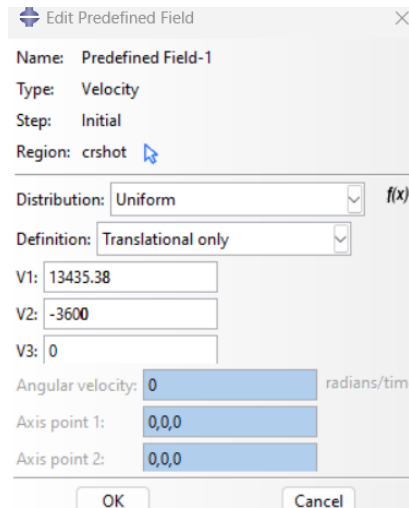 Edit Predefined Field
Name: Predefined Field-1
Type: Velocity
Step: Initial
Region: crshot
Distribution: Uniform f(x)
Definition: Translational only
V1: 13435.38
V2: -3600
V3: 0
Angular velocity: 0 radians/tim
Axis point 1: 0,0,0
Axis point 2: 0,0,0
OK Cancel